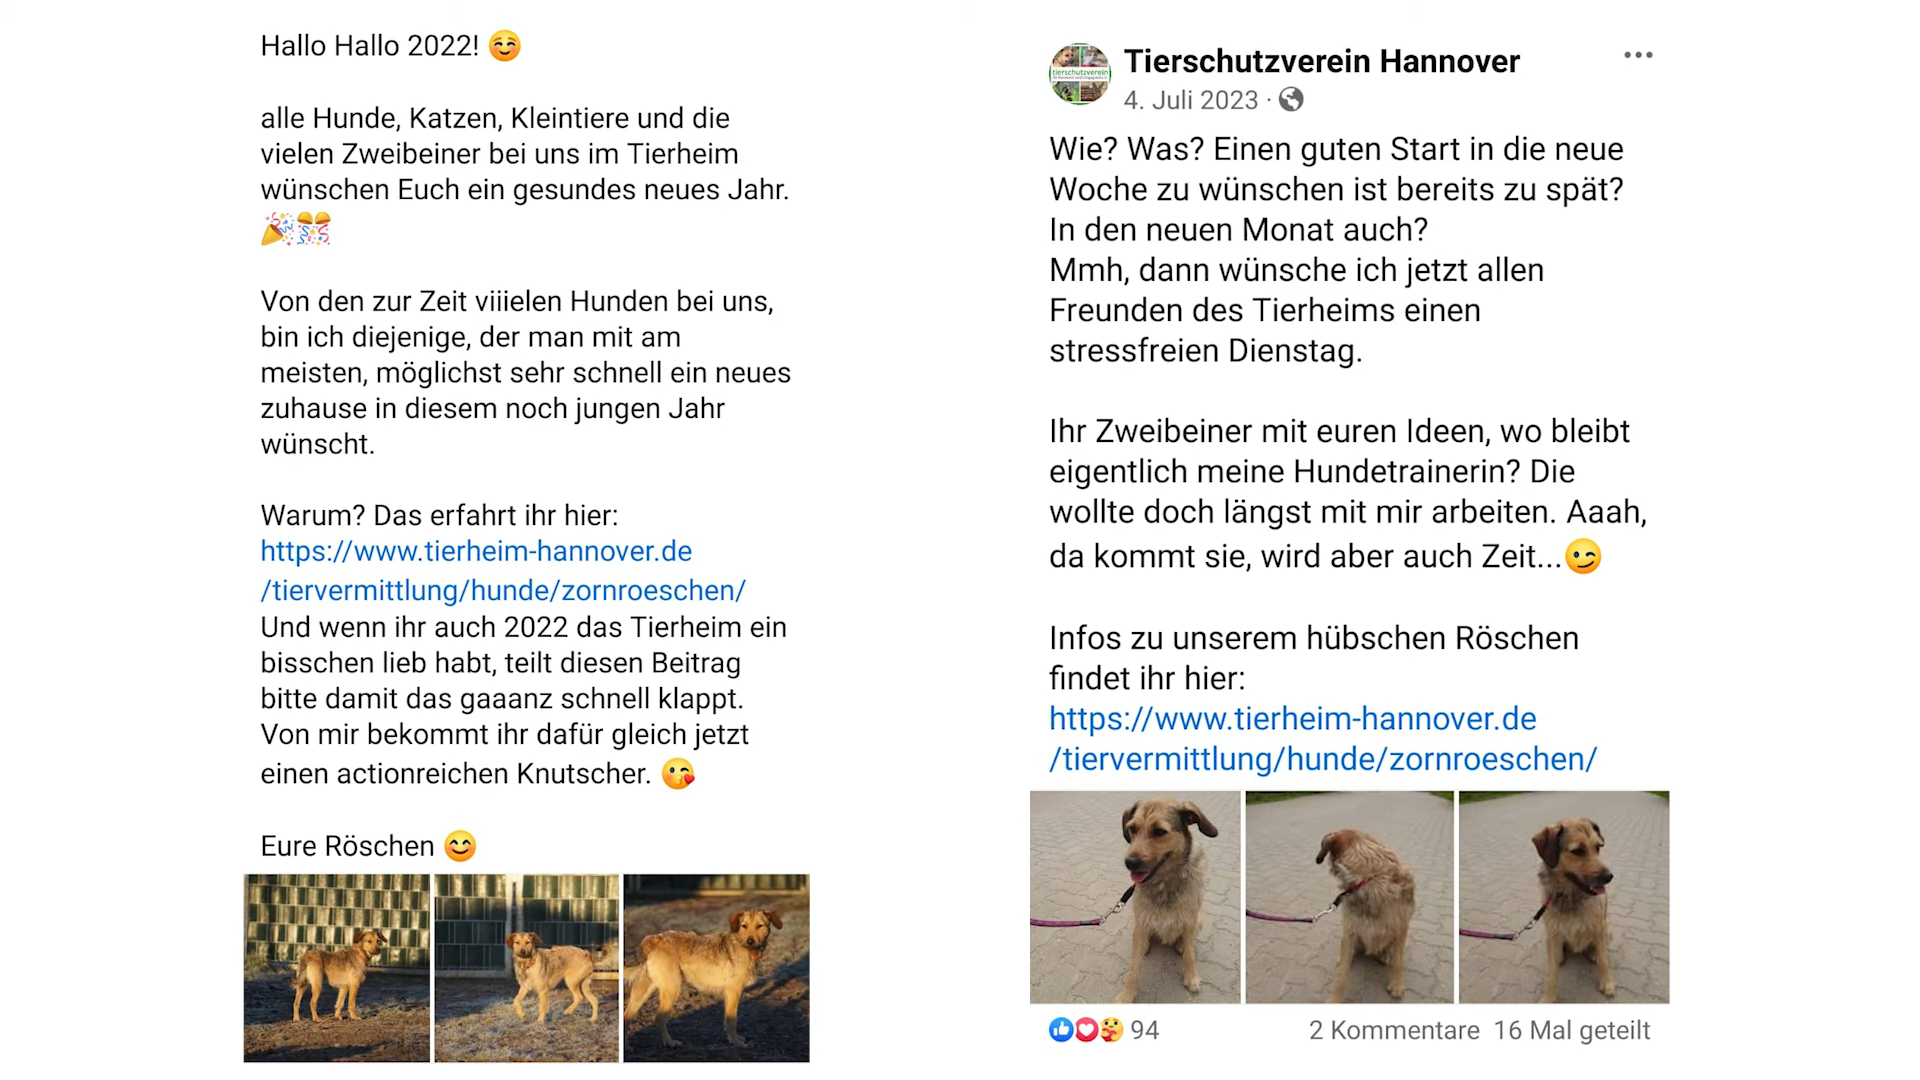 Hallo Hallo 2022! 😊
alle Hunde, Katzen, Kleintiere und die
vielen Zweibeiner bei uns im Tierheim
wünschen Euch ein gesundes neues Jahr.
🎉🎊
Von den zur Zeit viiielen Hunden bei uns,
bin ich diejenige, der man mit am
meisten, möglichst sehr schnell ein neues
zuhause in diesem noch jungen Jahr
wünscht.
Warum? Das erfahrt ihr hier:
https://www.tierheim-hannover.de
/tiervermittlung/hunde/zornroeschen/
Und wenn ihr auch 2022 das Tierheim ein
bisschen lieb habt, teilt diesen Beitrag
bitte damit das gaaanz schnell klappt.
Von mir bekommt ihr dafür gleich jetzt
einen actionreichen Knutscher. 😘
Eure Röschen 😊
tierschutzverein
Tierschutzverein Hannover
4. Juli 2023 ·
Wie? Was? Einen guten Start in die neue
Woche zu wünschen ist bereits zu spät?
In den neuen Monat auch?
Mmh, dann wünsche ich jetzt allen
Freunden des Tierheims einen
stressfreien Dienstag.
Ihr Zweibeiner mit euren Ideen, wo bleibt
eigentlich meine Hundetrainerin? Die
wollte doch längst mit mir arbeiten. Aaah,
da kommt sie, wird aber auch Zeit...😉
Infos zu unserem hübschen Röschen
findet ihr hier:
https://www.tierheim-hannover.de
/tiervermittlung/hunde/zornroeschen/
94
2 Kommentare 16 Mal geteilt